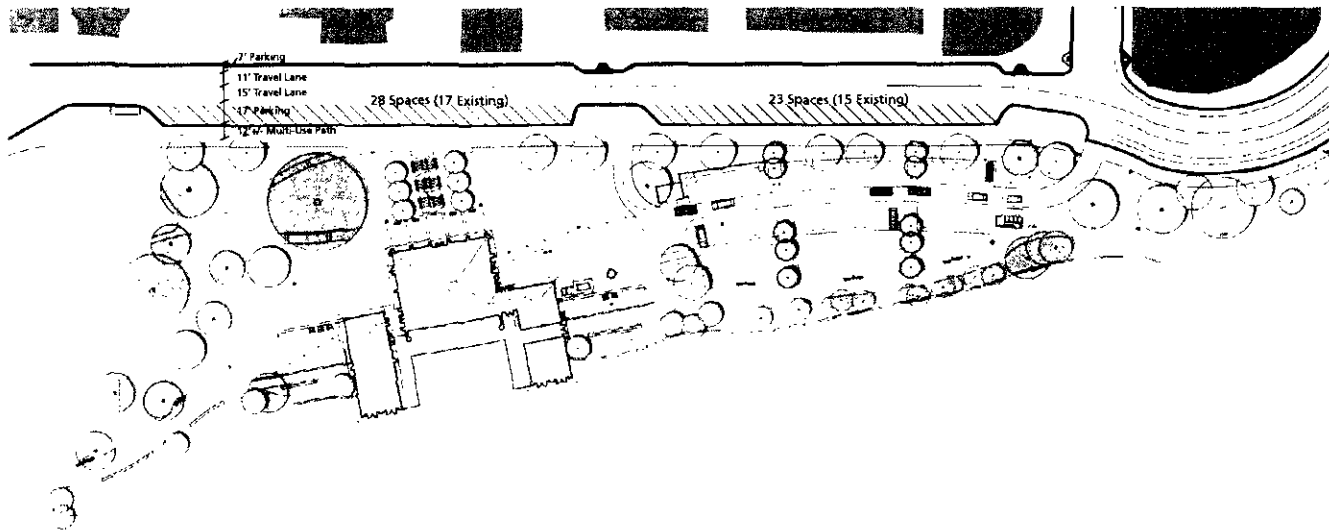 7' Parking
11' Travel Lane
15' Travel Lane
28 Spaces (17 Existing)
23 Spaces (15 Existing)
17' Parking
12' +/- Multi-Use Path